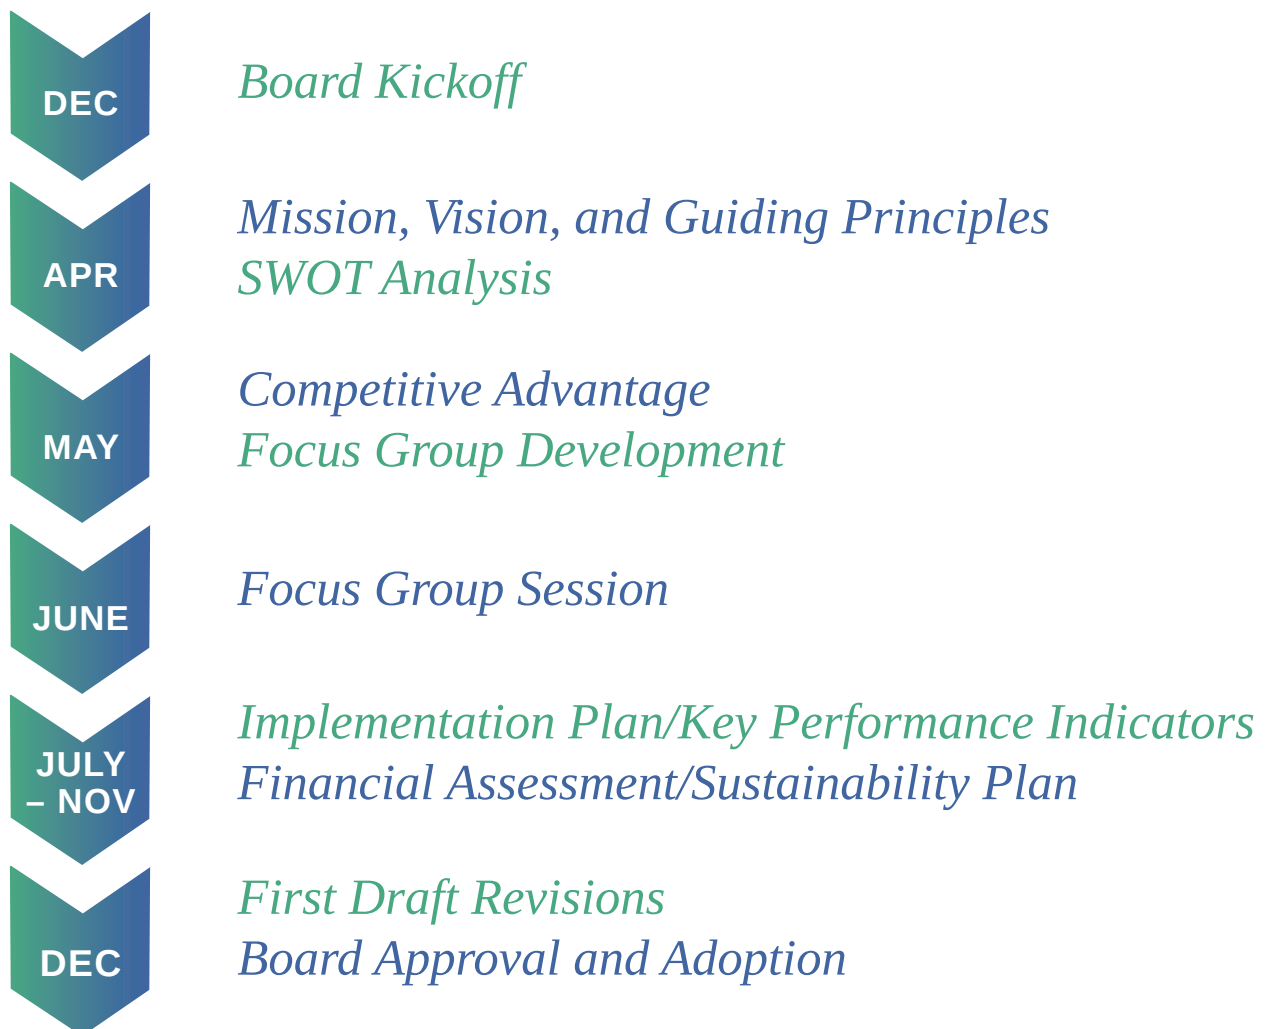 DEC
Board Kickoff
APR
Mission, Vision, and Guiding Principles
SWOT Analysis
MAY
Competitive Advantage
Focus Group Development
JUNE
Focus Group Session
JULY
– NOV
Implementation Plan/Key Performance Indicators
Financial Assessment/Sustainability Plan
DEC
First Draft Revisions
Board Approval and Adoption